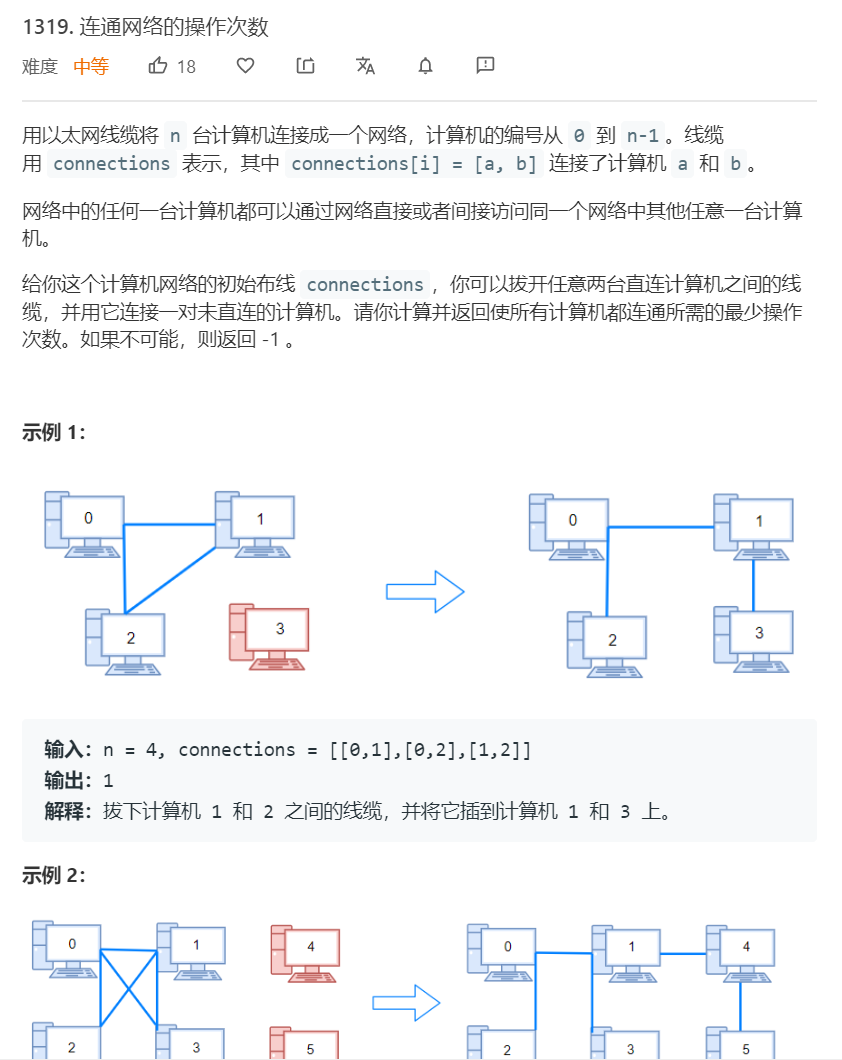 1319. 连通网络的操作次数
难度 中等 18
用以太网线缆将 n 台计算机连接成一个网络，计算机的编号从 0 到 n-1。线缆
用 connections 表示，其中 connections[i] = [a, b] 连接了计算机 a 和 b。
网络中的任何一台计算机都可以通过网络直接或者间接访问同一个网络中其他任意一台计算
机。
给你这个计算机网络的初始布线 connections，你可以拔开任意两台直连计算机之间的线
缆，并用它连接一对未直连的计算机。请你计算并返回使所有计算机都连通所需的最少操作
次数。如果不可能，则返回 -1 。
示例 1：
0 1 0 1
2 3 2 3
输入：n = 4, connections = [[0,1],[0,2],[1,2]]
输出：1
解释：拔下计算机 1 和 2 之间的线缆，并将它插到计算机 1 和 3 上。
示例 2：
0 1 4 0 1 4
2 3 5 2 3 5